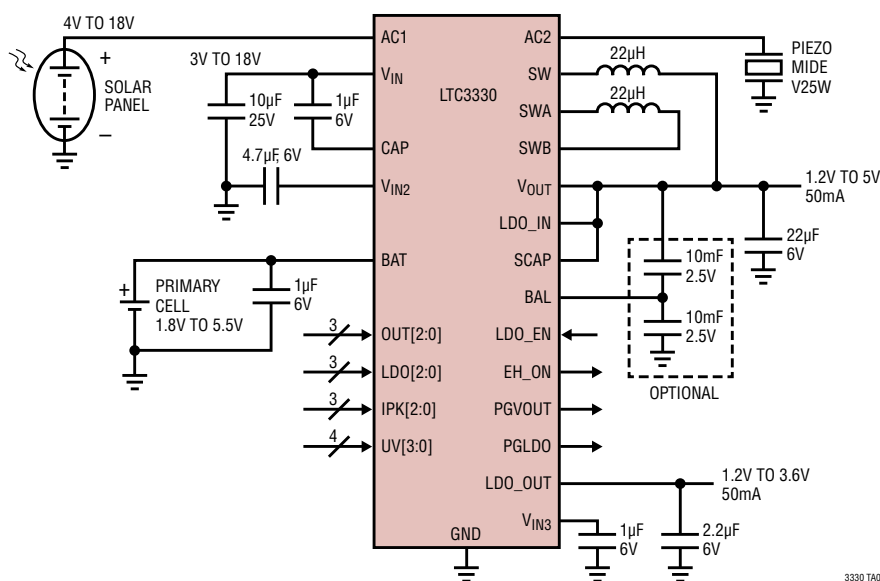 4V TO 18V
+
SOLAR
PANEL
–
3V TO 18V
10µF
25V
1µF
6V
4.7µF, 6V
+
PRIMARY
CELL
1.8V TO 5.5V
1µF
6V
3
3
3
4
AC1
VIN
CAP
VIN2
BAT
OUT[2:0]
LDO[2:0]
IPK[2:0]
UV[3:0]
LTC3330
GND
AC2
SW
SWA
SWB
VOUT
LDO_IN
SCAP
BAL
LDO_EN
EH_ON
PGVOUT
PGLDO
LDO_OUT
VIN3
22µH
22µH
PIEZO
MIDE
V25W
1.2V TO 5V
50mA
22µF
6V
10mF
2.5V
10mF
2.5V
OPTIONAL
1.2V TO 3.6V
50mA
1µF
6V
2.2µF
6V
3330 TA0